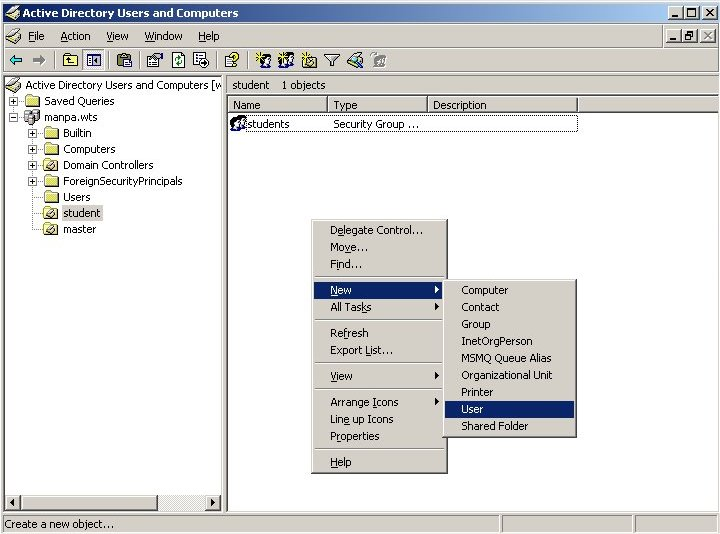 Active Directory Users and Computers
File Action View Window Help
Active Directory Users and Computers [w
Saved Queries
manpa.wts
Builtin
Computers
Domain Controllers
ForeignSecurityPrincipals
Users
student
master
student 1 objects
Name Type Description
students Security Group ...
Delegate Control...
Move...
Find...
New
All Tasks
Refresh
Export List...
View
Arrange Icons
Line up Icons
Properties
Help
Computer
Contact
Group
InetOrgPerson
MSMQ Queue Alias
Organizational Unit
Printer
User
Shared Folder
Create a new object...